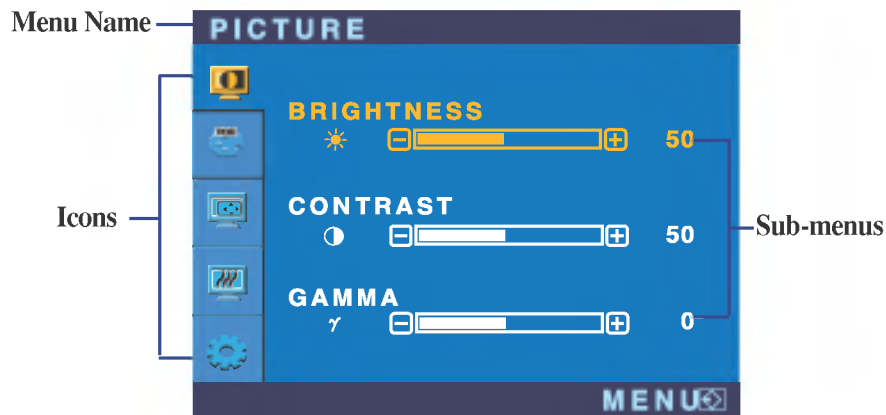 Menu Name
PICTURE
BRIGHTNESS
50
CONTRAST
50
GAMMA
γ
0
Icons
Sub-menus
MENU